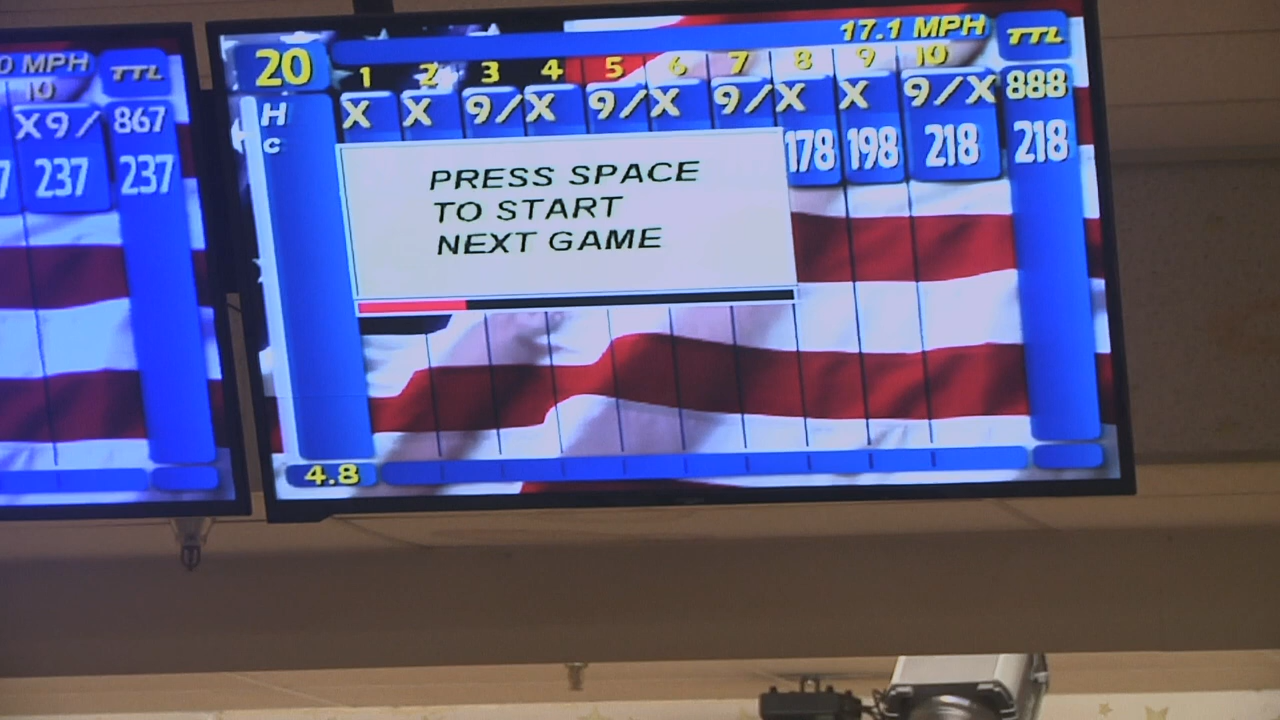 0 MPH TTL
10
X9/ 867
7 237 237
20 17.1 MPH TTL
1 2 3 4 5 6 7 8 9 10
H X X 9/X 9/X 9/X X 9/X 888
C 178 198 218 218
PRESS SPACE
TO START
NEXT GAME
4.8